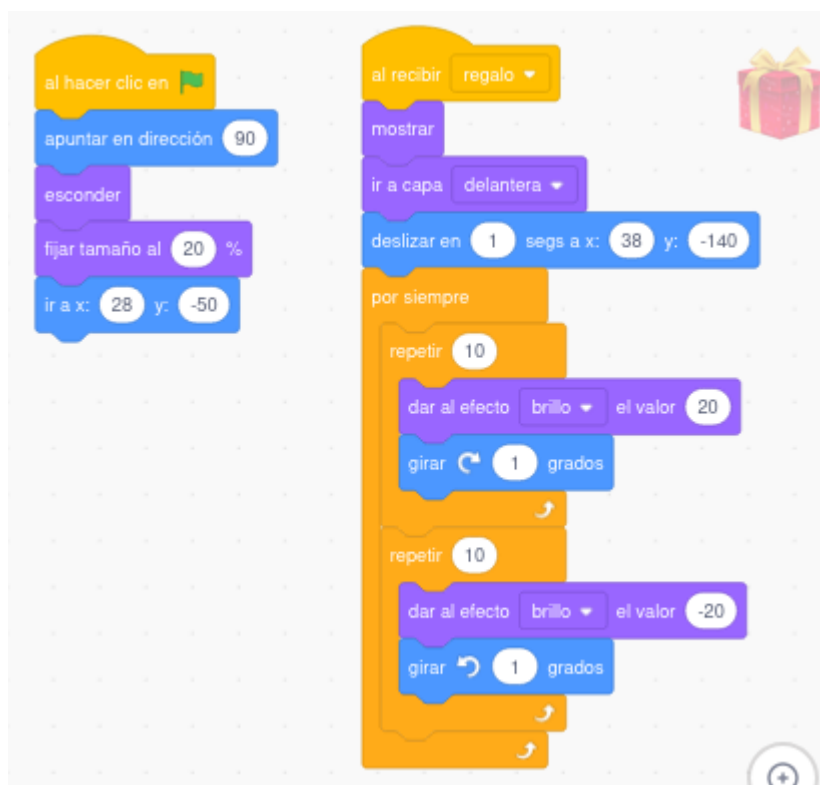 al hacer clic en
apuntar en dirección 90
esconder
fijar tamaño al 20 %
ir a x: 28 y: -50
al recibir regalo
mostrar
ir a capa delantera
deslizar en 1 segs a x: 38 y: -140
por siempre
repetir 10
dar al efecto brillo el valor 20
girar 1 grados
repetir 10
dar al efecto brillo el valor -20
girar 1 grados